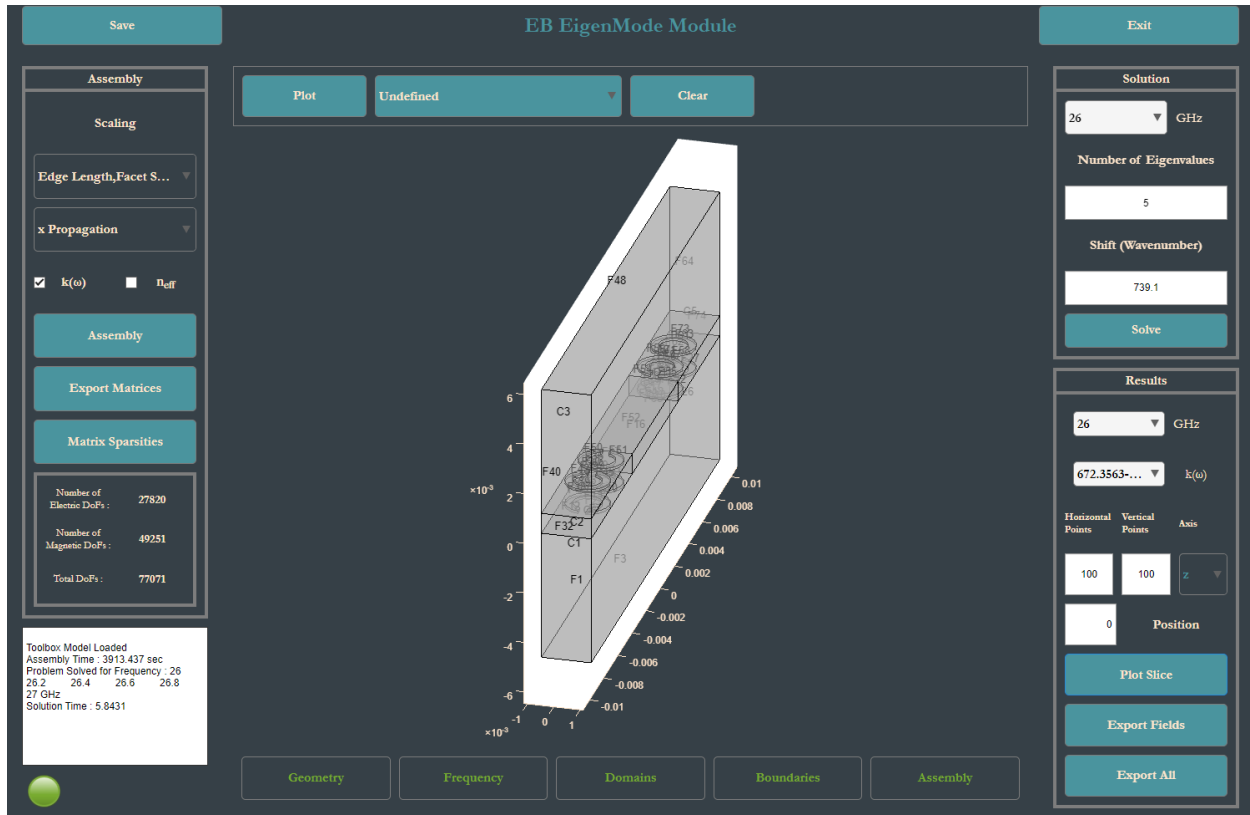 Save
EB EigenMode Module
Exit
Assembly
Scaling
Edge Length,Facet S...
x Propagation
k(ω)
neff
Assembly
Export Matrices
Matrix Sparsities
Number of
Electric DoFs :
27820
Number of
Magnetic DoFs :
49251
Total DoFs :
77071
Toolbox Model Loaded
Assembly Time : 3913.437 sec
Problem Solved for Frequency : 26
26.2 26.4 26.6 26.8
27 GHz
Solution Time : 5.8431
Plot
Undefined
Clear
F64
F48
F73
C3
F52
F16
F50
F51
F40
C2
F32
C1
F3
F1
6
4
2
0
-2
-4
-6
×10-3
0.01
0.008
0.006
0.004
0.002
0
-0.002
-0.004
-0.006
-0.008
-0.01
-1
0
1
×10-3
Geometry
Frequency
Domains
Boundaries
Assembly
Solution
26
GHz
Number of Eigenvalues
5
Shift (Wavenumber)
739.1
Solve
Results
26
GHz
672.3563-...
k(ω)
Horizontal
Points
Vertical
Points
Axis
100
100
z
0
Position
Plot Slice
Export Fields
Export All